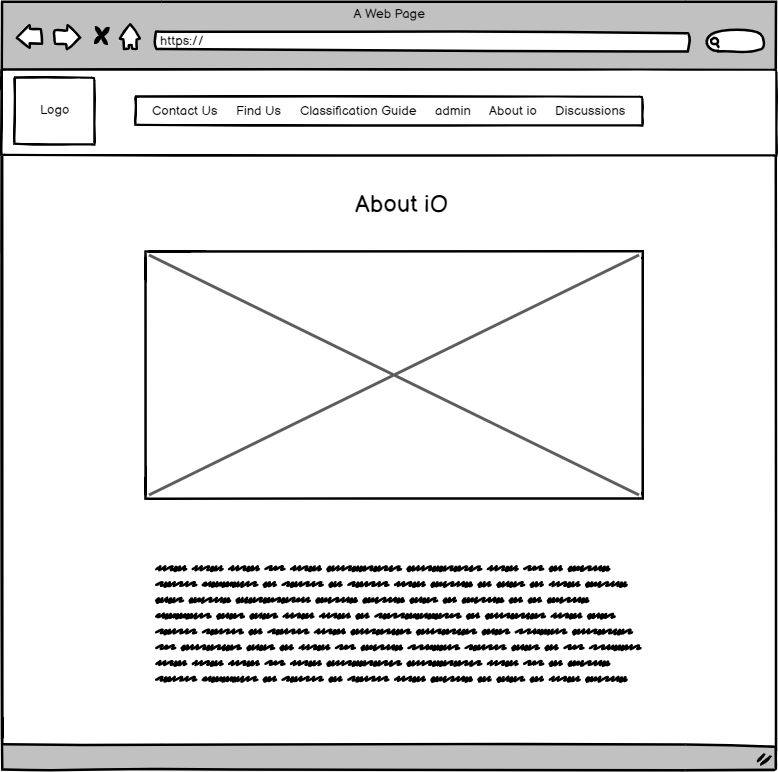 A Web Page
https://
Logo
Contact Us Find Us Classification Guide admin About io Discussions
About iO